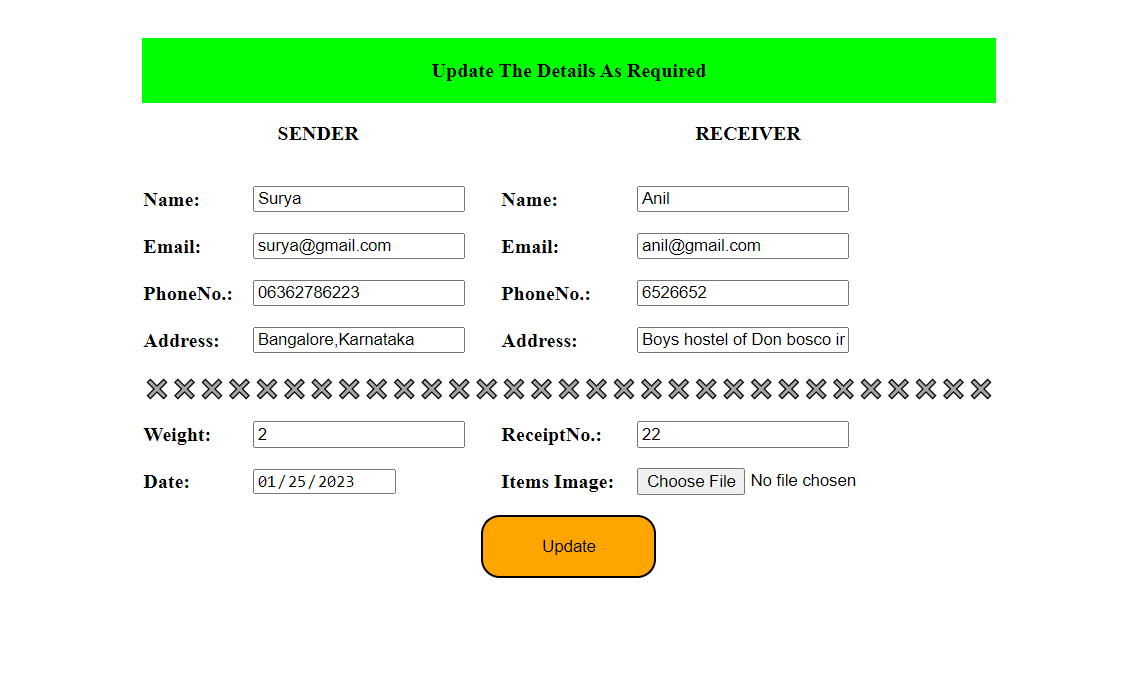 Update The Details As Required
SENDER RECEIVER
Name: Surya Name: Anil
Email: surya@gmail.com Email: anil@gmail.com
PhoneNo.: 06362786223 PhoneNo.: 6526652
Address: Bangalore,Karnataka Address: Boys hostel of Don bosco
Weight: 2 ReceiptNo.: 22
Date: 01/25/2023 Items Image: Choose File No file chosen
Update